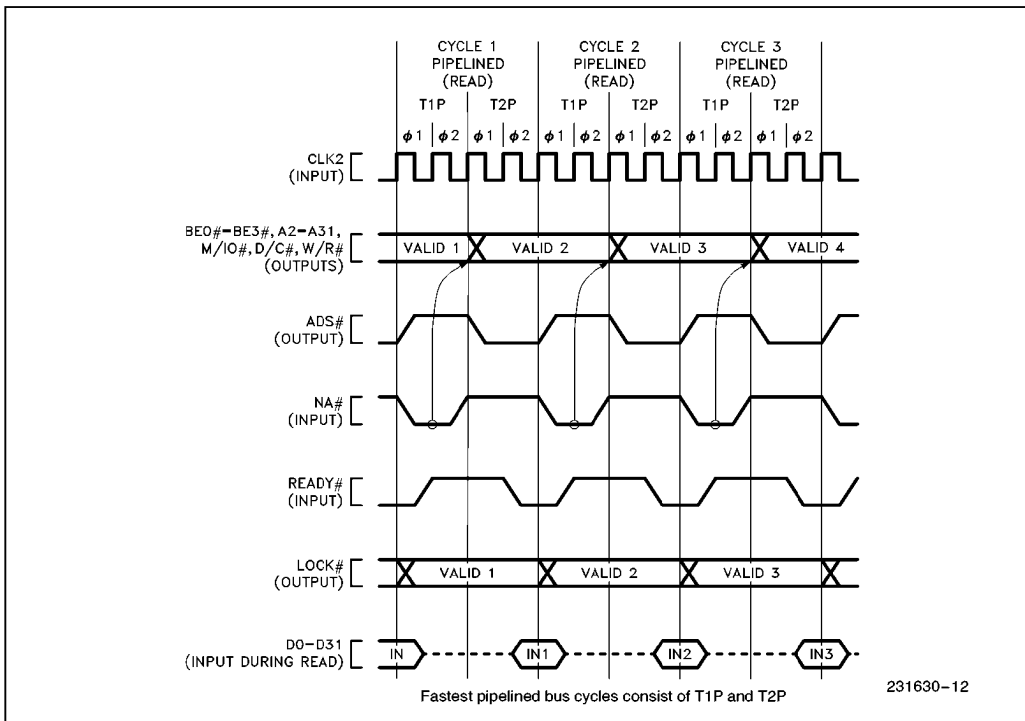 CYCLE 1 CYCLE 2 CYCLE 3
PIPELINED PIPELINED PIPELINED
(READ) (READ) (READ)
T1P T2P T1P T2P T1P T2P
ϕ1 ϕ2 ϕ1 ϕ2 ϕ1 ϕ2 ϕ1 ϕ2 ϕ1 ϕ2 ϕ1 ϕ2
CLK2
(INPUT)
BE0#-BE3#, A2-A31,
M/IO#, D/C#, W/R#
(OUTPUTS)
VALID 1 VALID 2 VALID 3 VALID 4
ADS#
(OUTPUT)
NA#
(INPUT)
READY#
(INPUT)
LOCK#
(OUTPUT)
VALID 1 VALID 2 VALID 3
D0-D31
(INPUT DURING READ)
IN IN1 IN2 IN3
Fastest pipelined bus cycles consist of T1P and T2P
231630-12